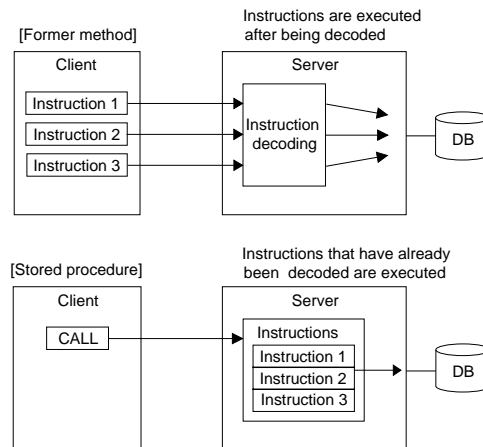 Instructions are executed
after being decoded
[Former method]
Client
Server
Instruction 1
Instruction 2
Instruction 3
Instruction
decoding
DB
Instructions that have already
been decoded are executed
[Stored procedure]
Client
Server
CALL
Instructions
Instruction 1
Instruction 2
Instruction 3
DB